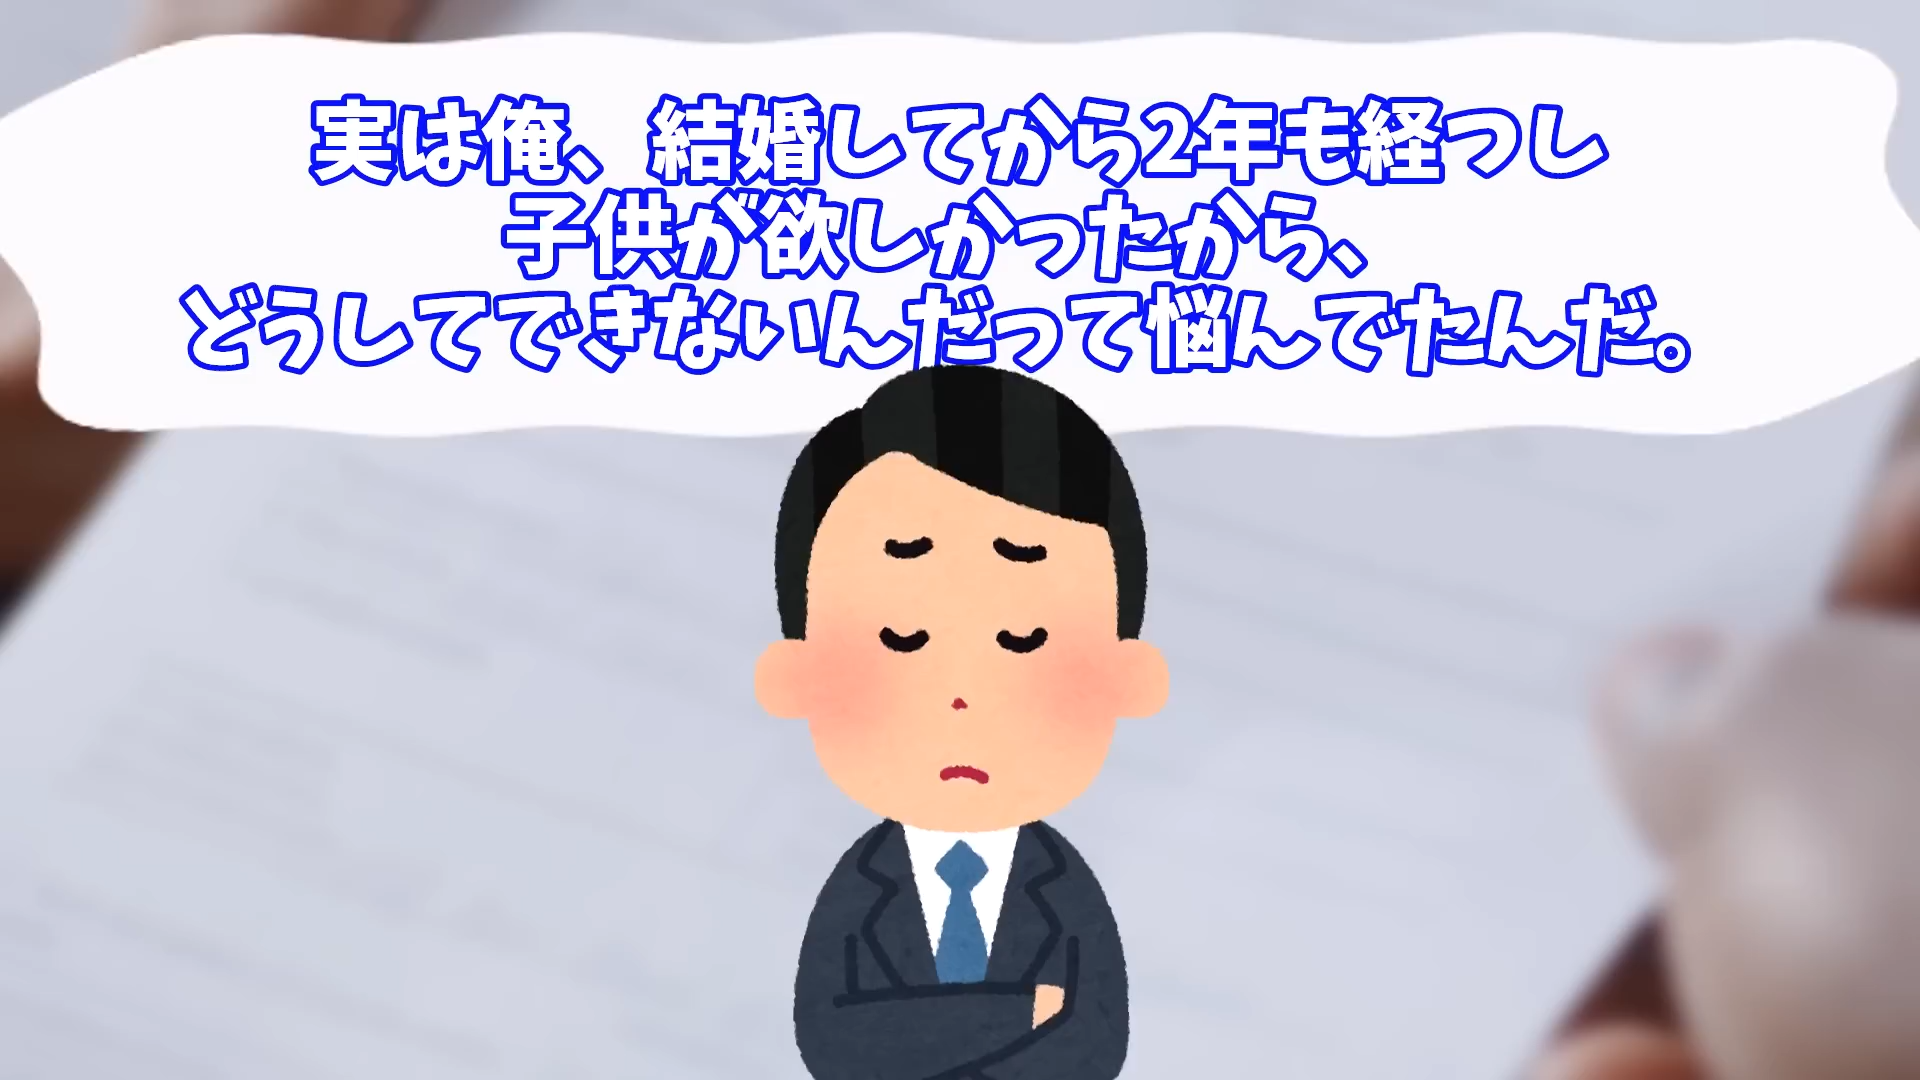 実は俺、結婚してから2年も経つし
子供が欲しかったから、
どうしてできないんだって悩んでたんだ。